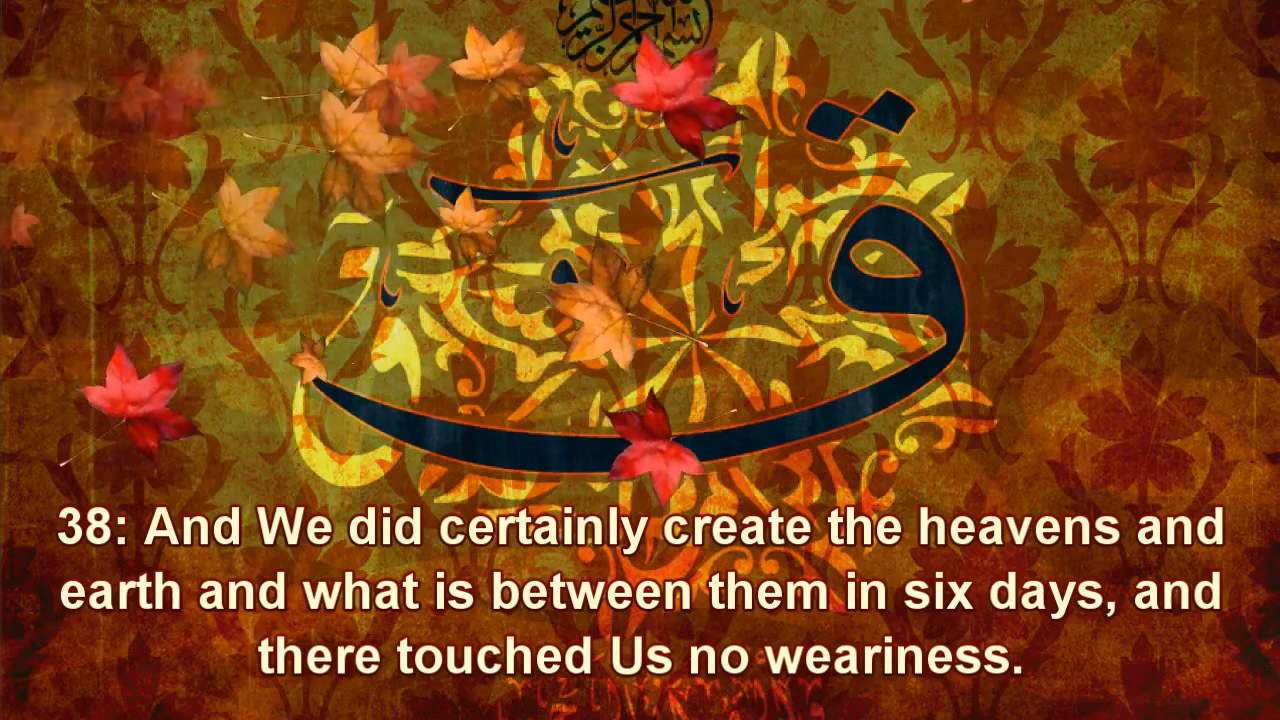 ق
38: And We did certainly create the heavens and
earth and what is between them in six days, and
there touched Us no weariness.